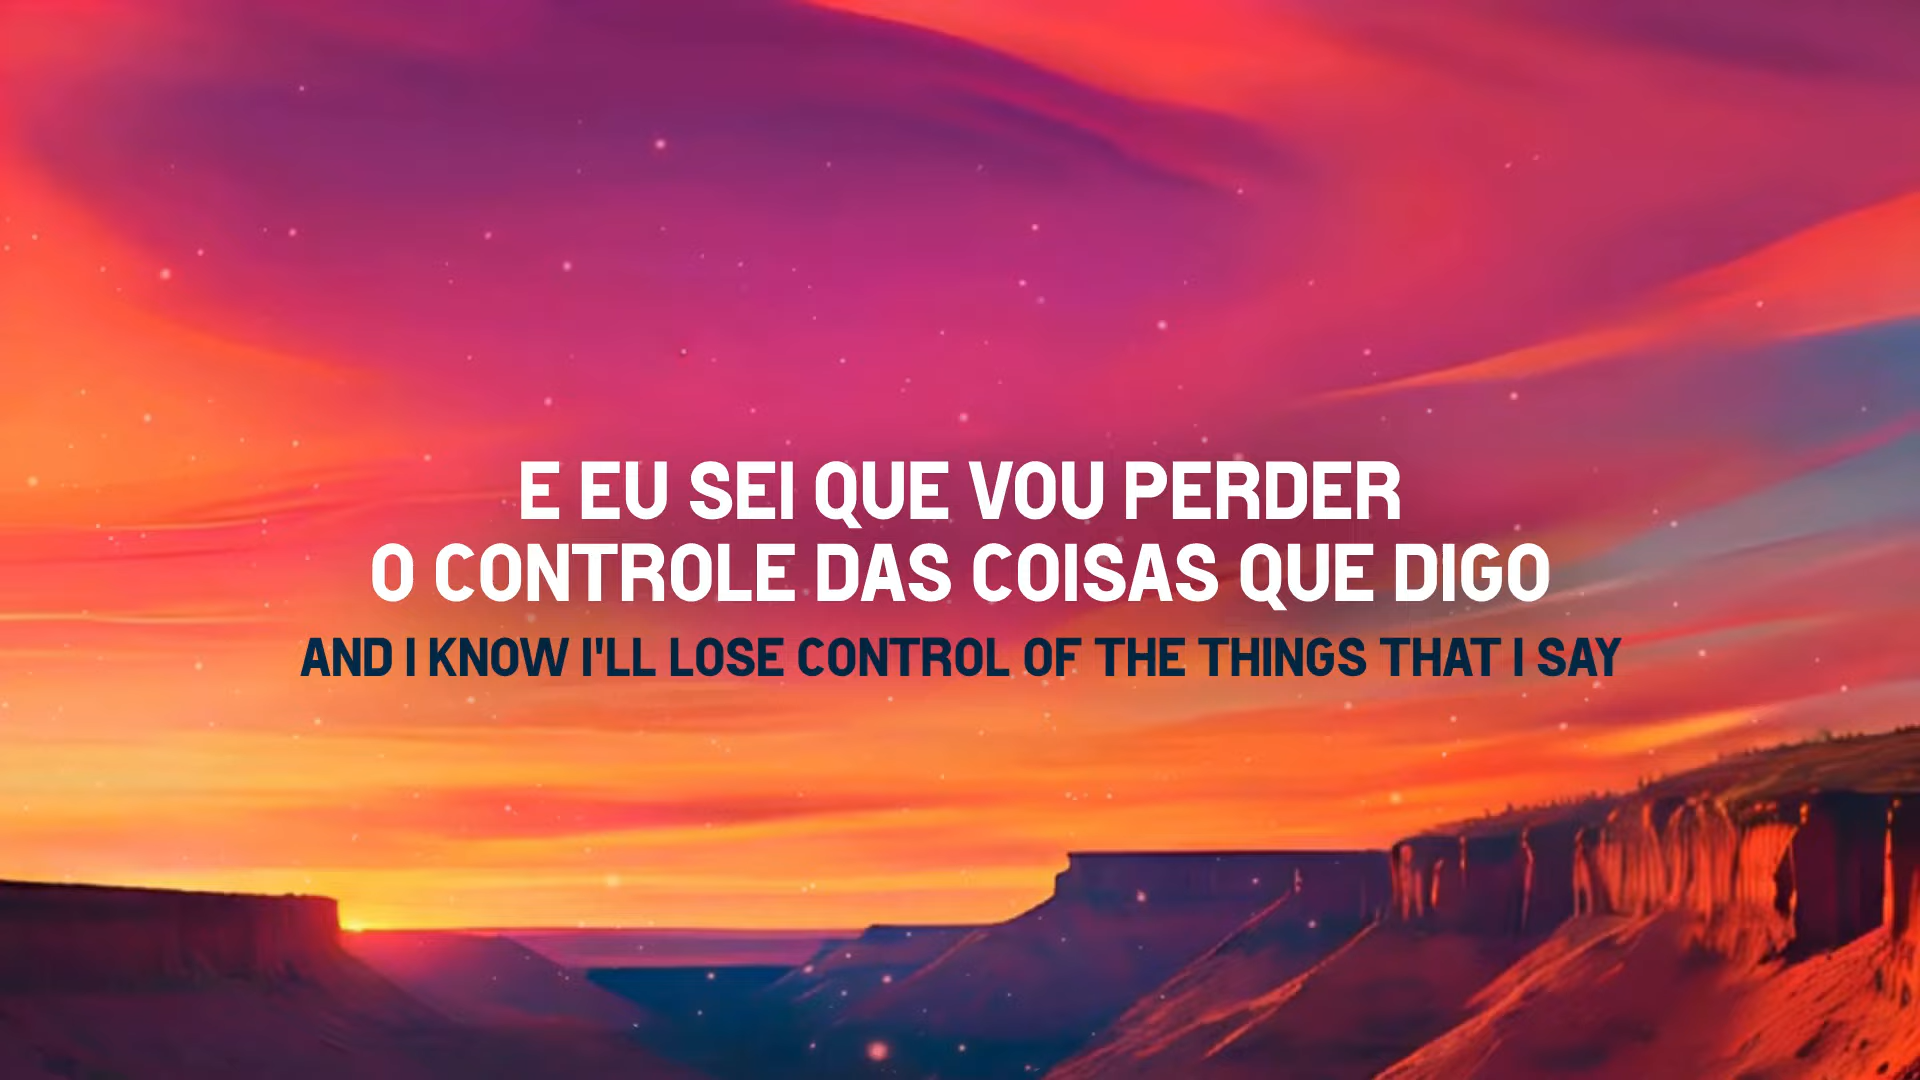 E EU SEI QUE VOU PERDER
O CONTROLE DAS COISAS QUE DIGO
AND I KNOW I'LL LOSE CONTROL OF THE THINGS THAT I SAY